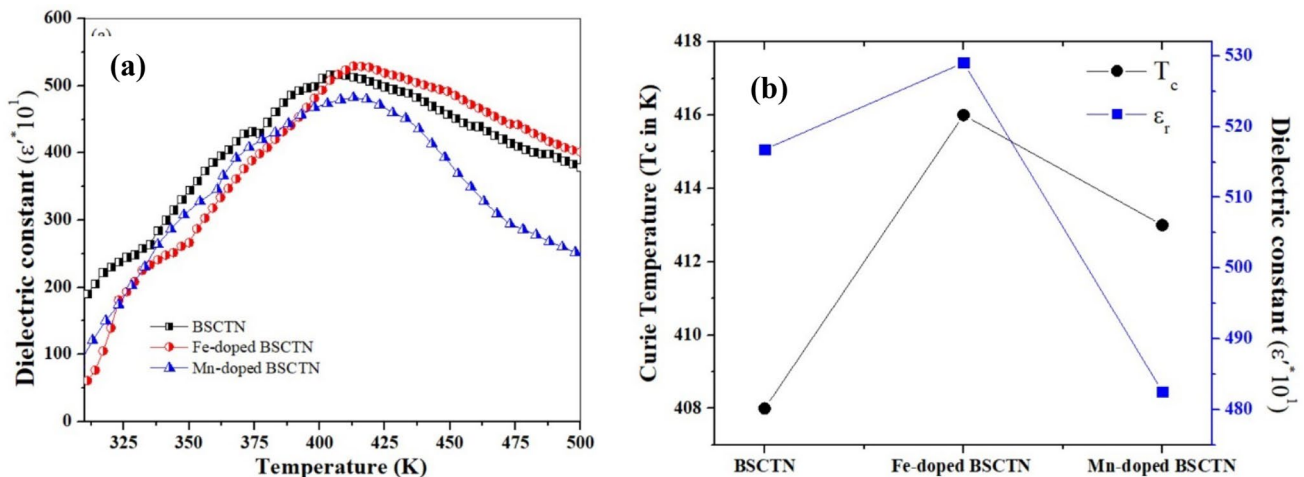 (a)
(a)
Dielectric constant (ε′*10¹)
600
500
400
300
200
100
0
BSCTN
Fe-doped BSCTN
Mn-doped BSCTN
325 350 375 400 425 450 475 500
Temperature (K)
(b)
Curie Temperature (Tc in K)
418
416
414
412
410
408
T_c
ε_r
530
520
510
500
490
480
Dielectric constant (ε′*10¹)
BSCTN Fe-doped BSCTN Mn-doped BSCTN